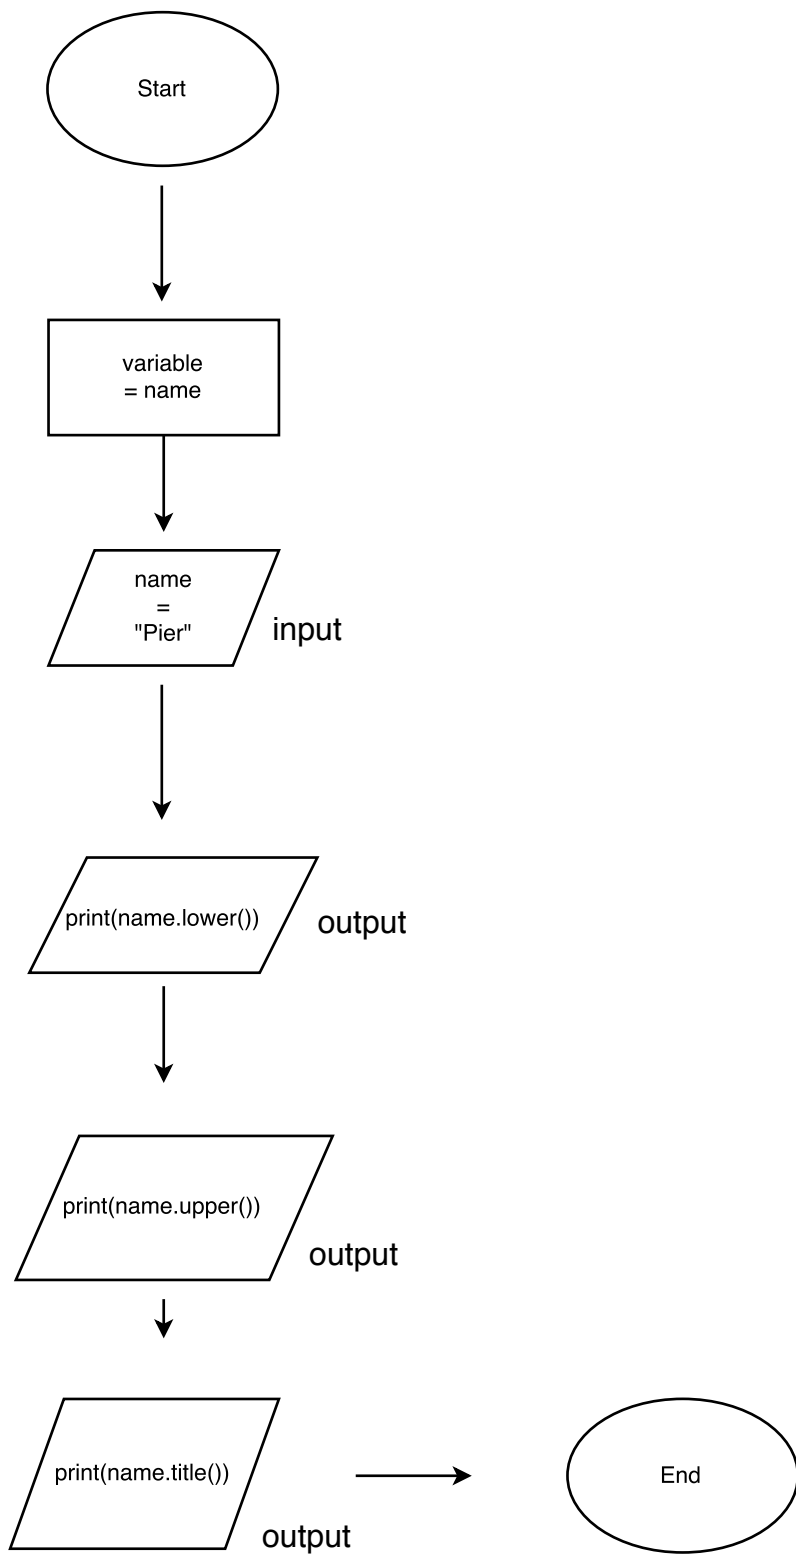 Start
variable
= name
name
=
"Pier"
input
print(name.lower())
output
print(name.upper())
output
print(name.title())
output
End